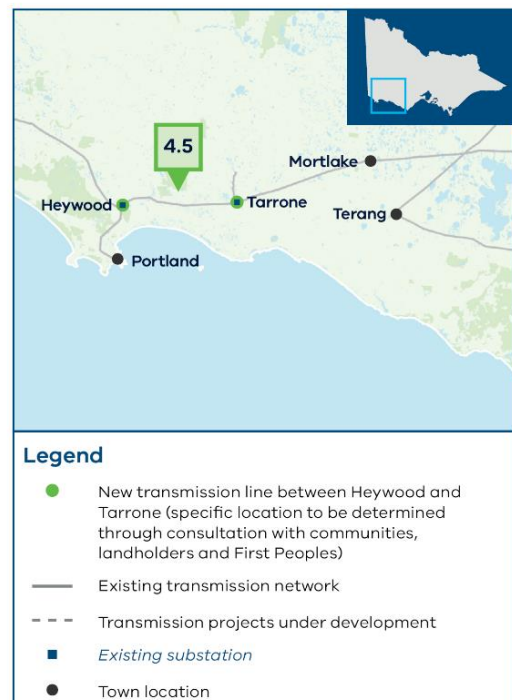 4.5
Mortlake
Heywood
Tarrone
Terang
Portland
Legend
New transmission line between Heywood and
Tarrone (specific location to be determined
through consultation with communities,
landholders and First Peoples)
Existing transmission network
Transmission projects under development
Existing substation
Town location